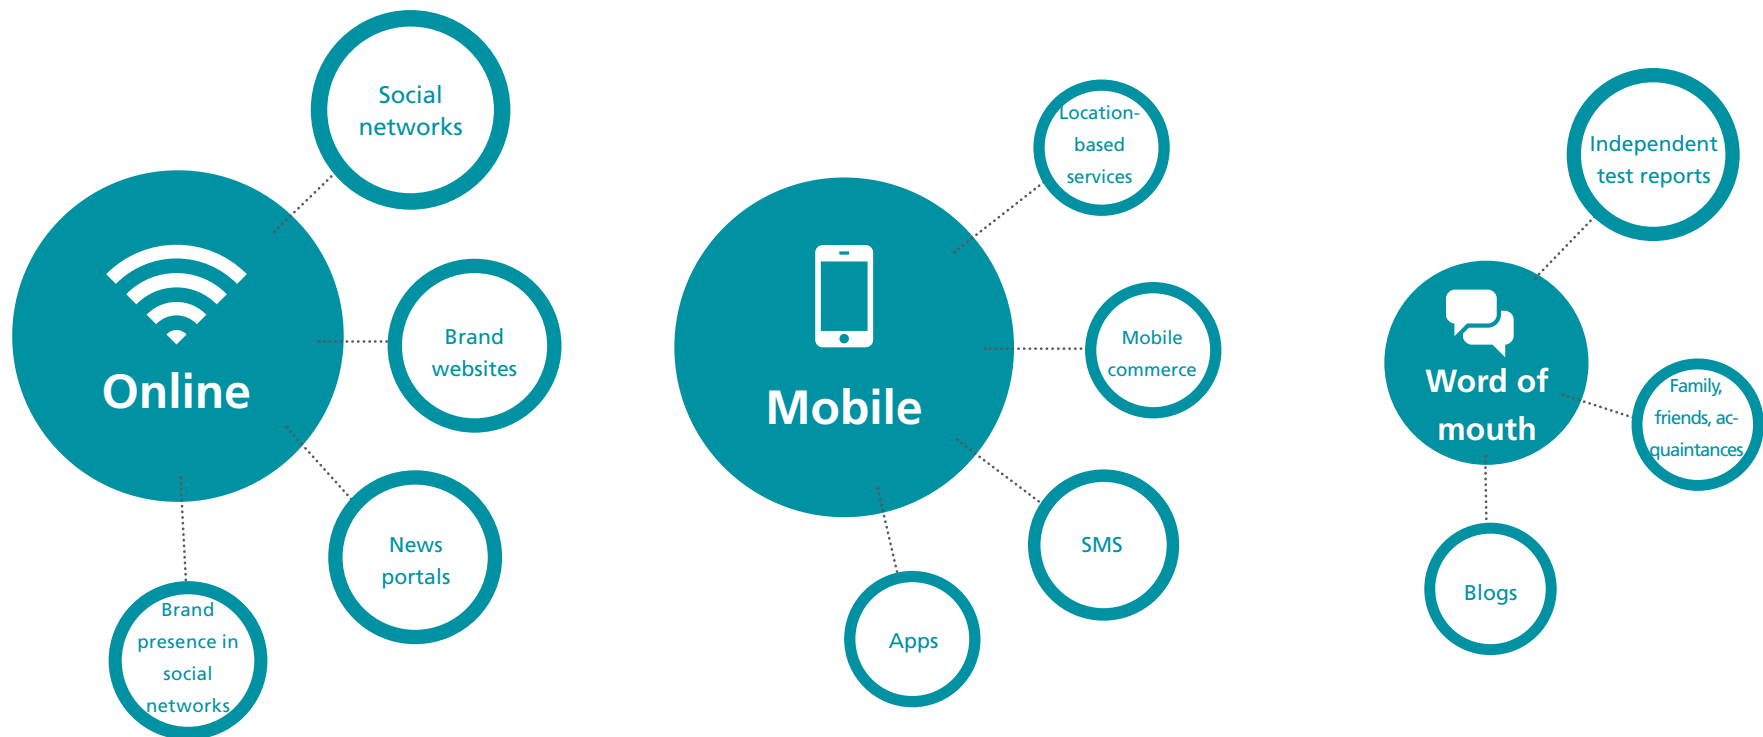 Social
networks
Brand
websites
Online
News
portals
Brand
presence in
social
networks
Location-
based
services
Mobile
commerce
Mobile
SMS
Apps
Independent
test reports
Word of
mouth
Family,
friends, ac-
quaintances
Blogs